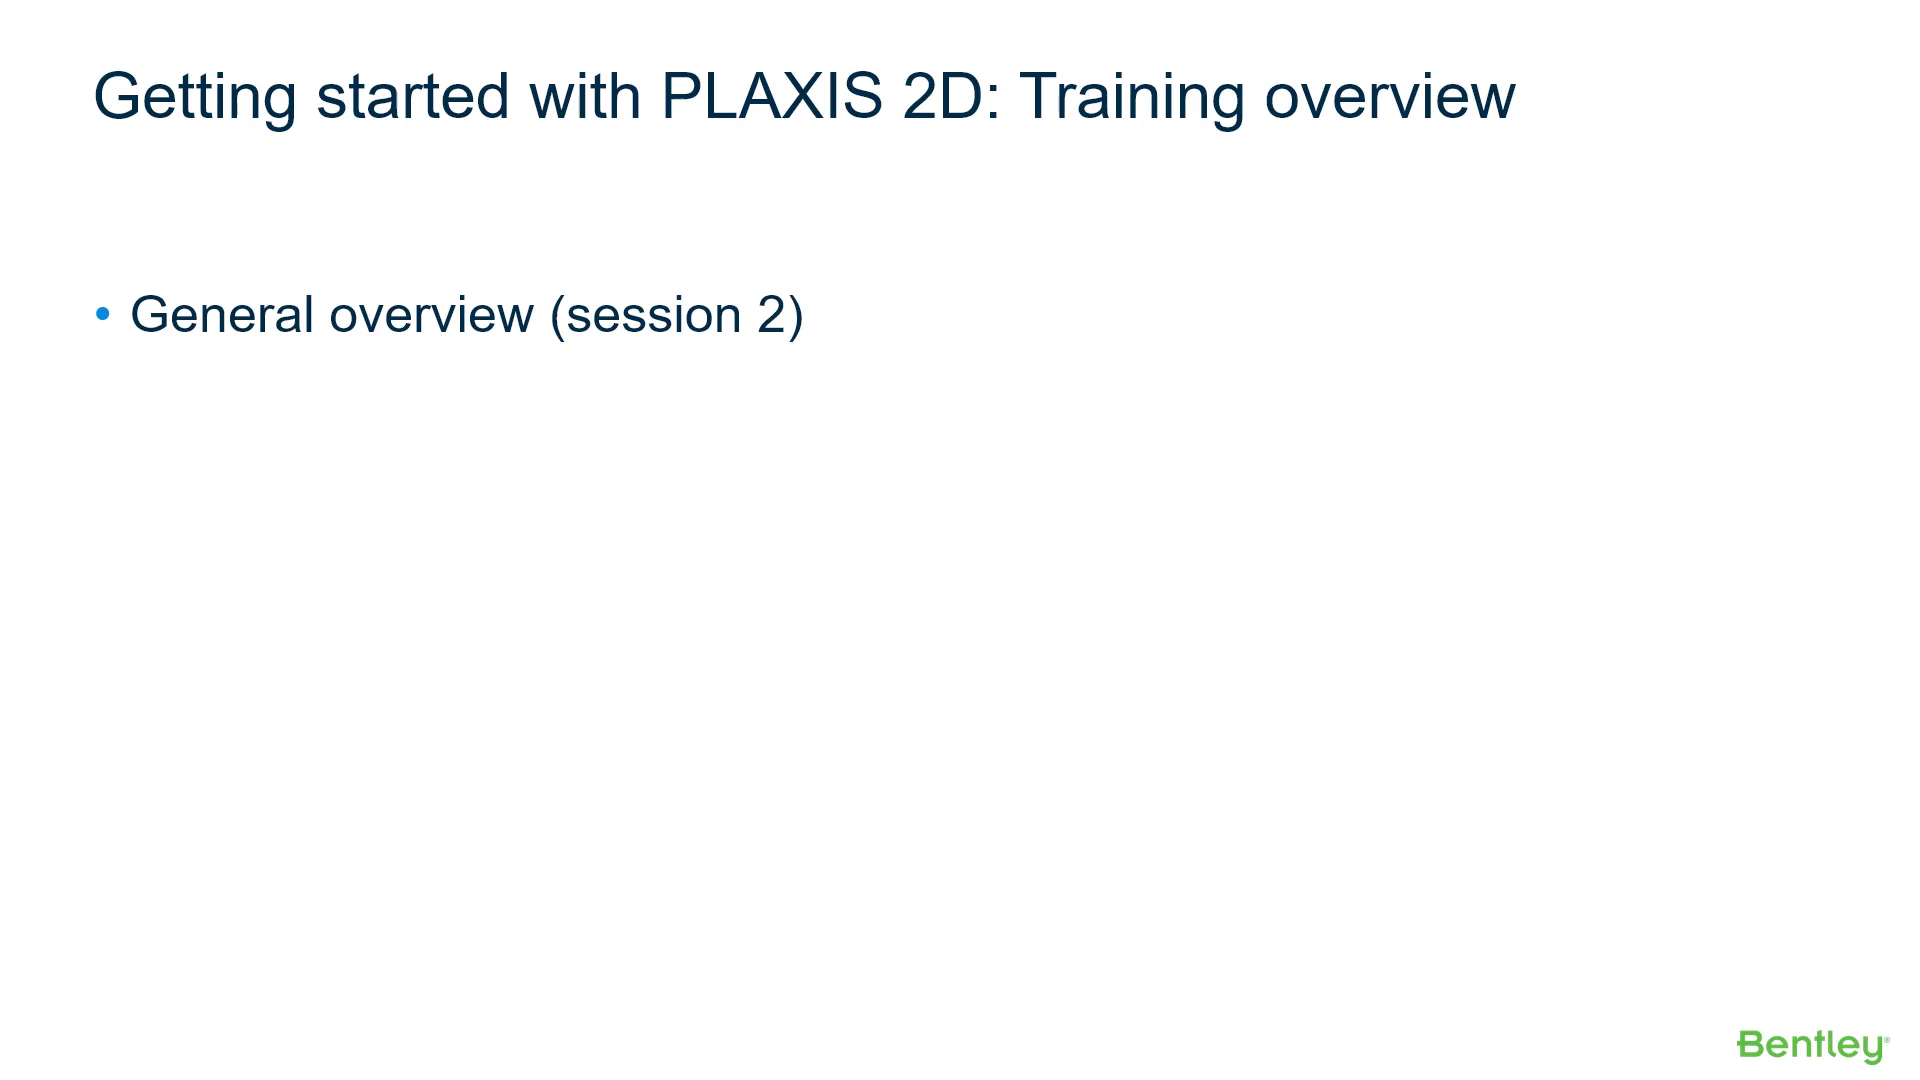 Getting started with PLAXIS 2D: Training overview
• General overview (session 2)
Bentley®